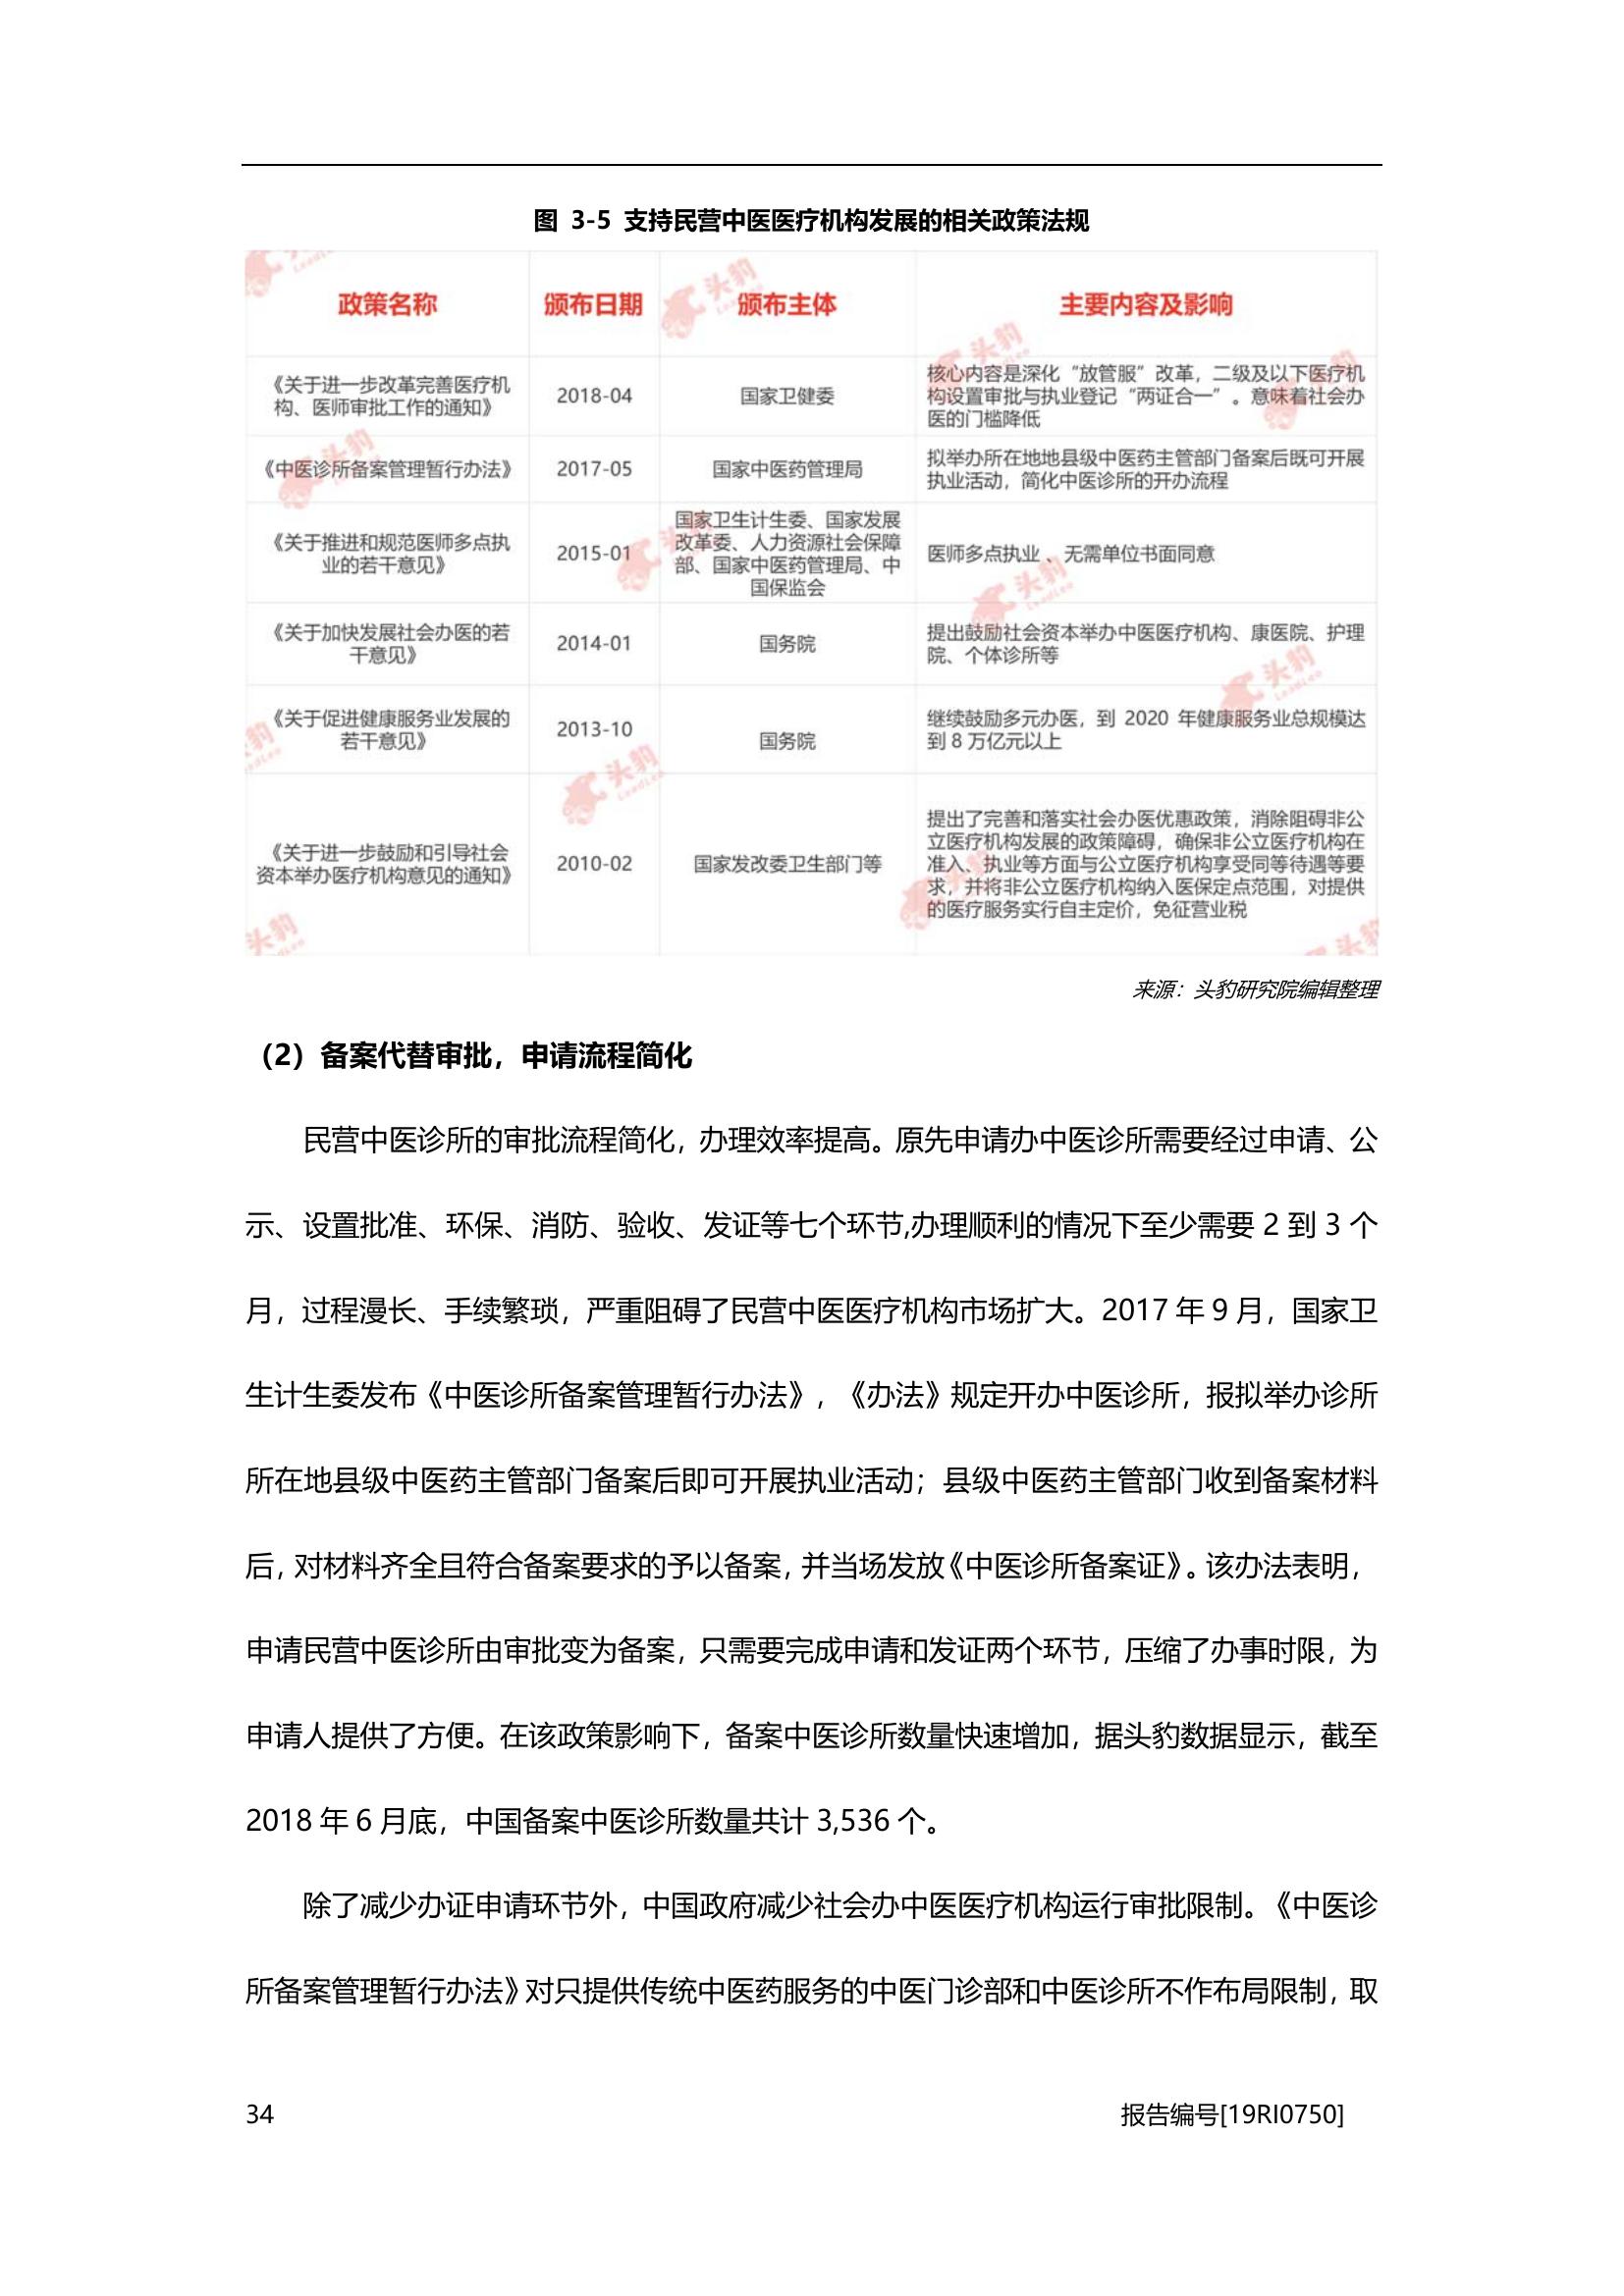 图 3-5 支持民营中医医疗机构发展的相关政策法规
政策名称 颁布日期 颁布主体 主要内容及影响
《关于进一步改革完善医疗机
构、医师审批工作的通知》
2018-04
国家卫健委
核心内容是深化“放管服”改革，二级及以下医疗机
构设置审批与执业登记“两证合一”。意味着社会办
医的门槛降低
《中医诊所备案管理暂行办法》
2017-05
国家中医药管理局
拟举办所在地地县级中医药主管部门备案后既可开展
执业活动，简化中医诊所的开办流程
《关于推进和规范医师多点执
业的若干意见》
2015-01
国家卫生计生委、国家发展
改革委、人力资源社会保障
部、国家中医药管理局、中
国保监会
医师多点执业、无需单位书面同意
《关于加快发展社会办医的若
干意见》
2014-01
国务院
提出鼓励社会资本举办中医医疗机构、康医院、护理
院、个体诊所等
《关于促进健康服务业发展的
若干意见》
2013-10
国务院
继续鼓励多元办医，到 2020 年健康服务业总规模达
到 8 万亿元以上
《关于进一步鼓励和引导社会
资本举办医疗机构意见的通知》
2010-02
国家发改委卫生部门等
提出了完善和落实社会办医优惠政策，消除阻碍非公
立医疗机构发展的政策障碍，确保非公立医疗机构在
准入、执业等方面与公立医疗机构享受同等待遇等要
求，并将非公立医疗机构纳入医保定点范围，对提供
的医疗服务实行自主定价，免征营业税
来源：头豹研究院编辑整理
（2）备案代替审批，申请流程简化
民营中医诊所的审批流程简化，办理效率提高。原先申请办中医诊所需要经过申请、公
示、设置批准、环保、消防、验收、发证等七个环节,办理顺利的情况下至少需要 2 到 3 个
月，过程漫长、手续繁琐，严重阻碍了民营中医医疗机构市场扩大。2017 年 9 月，国家卫
生计生委发布《中医诊所备案管理暂行办法》，《办法》规定开办中医诊所，报拟举办诊所
所在地县级中医药主管部门备案后即可开展执业活动；县级中医药主管部门收到备案材料
后，对材料齐全且符合备案要求的予以备案，并当场发放《中医诊所备案证》。该办法表明，
申请民营中医诊所由审批变为备案，只需要完成申请和发证两个环节，压缩了办事时限，为
申请人提供了方便。在该政策影响下，备案中医诊所数量快速增加，据头豹数据显示，截至
2018 年 6 月底，中国备案中医诊所数量共计 3,536 个。
除了减少办证申请环节外，中国政府减少社会办中医医疗机构运行审批限制。《中医诊
所备案管理暂行办法》对只提供传统中医药服务的中医门诊部和中医诊所不作布局限制，取
34 报告编号[19RI0750]